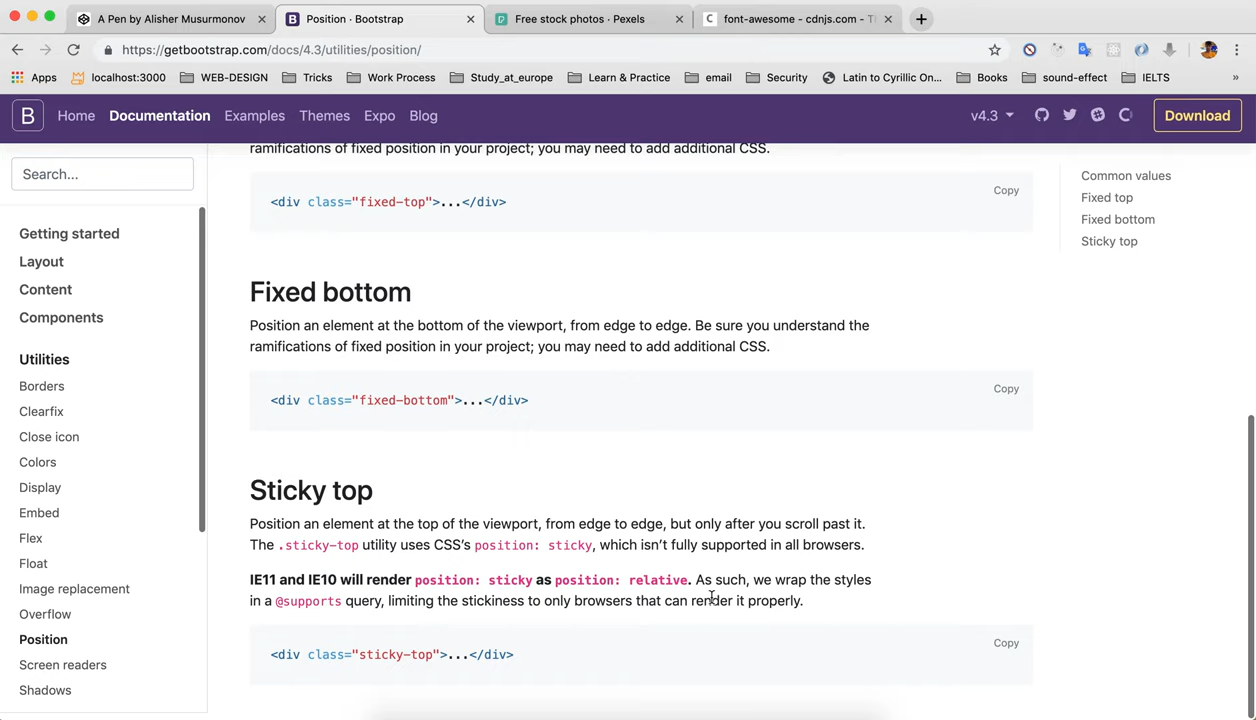 A Pen by Alisher Musurmonov
Position · Bootstrap
Free stock photos · Pexels
font-awesome - cdnjs.com - T
https://getbootstrap.com/docs/4.3/utilities/position/
Apps
localhost:3000
WEB-DESIGN
Tricks
Work Process
Study_at_europe
Learn & Practice
email
Security
Latin to Cyrillic On...
Books
sound-effect
IELTS
»
B
Home
Documentation
Examples
Themes
Expo
Blog
v4.3
Download
Search...
Getting started
Layout
Content
Components
Utilities
Borders
Clearfix
Close icon
Colors
Display
Embed
Flex
Float
Image replacement
Overflow
Position
Screen readers
Shadows
ramifications of fixed position in your project; you may need to add additional CSS.
Copy
<div class="fixed-top">...</div>
Fixed bottom
Position an element at the bottom of the viewport, from edge to edge. Be sure you understand the
ramifications of fixed position in your project; you may need to add additional CSS.
Copy
<div class="fixed-bottom">...</div>
Sticky top
Position an element at the top of the viewport, from edge to edge, but only after you scroll past it.
The .sticky-top utility uses CSS’s position: sticky, which isn’t fully supported in all browsers.
IE11 and IE10 will render position: sticky as position: relative. As such, we wrap the styles
in a @supports query, limiting the stickiness to only browsers that can render it properly.
Copy
<div class="sticky-top">...</div>
Common values
Fixed top
Fixed bottom
Sticky top